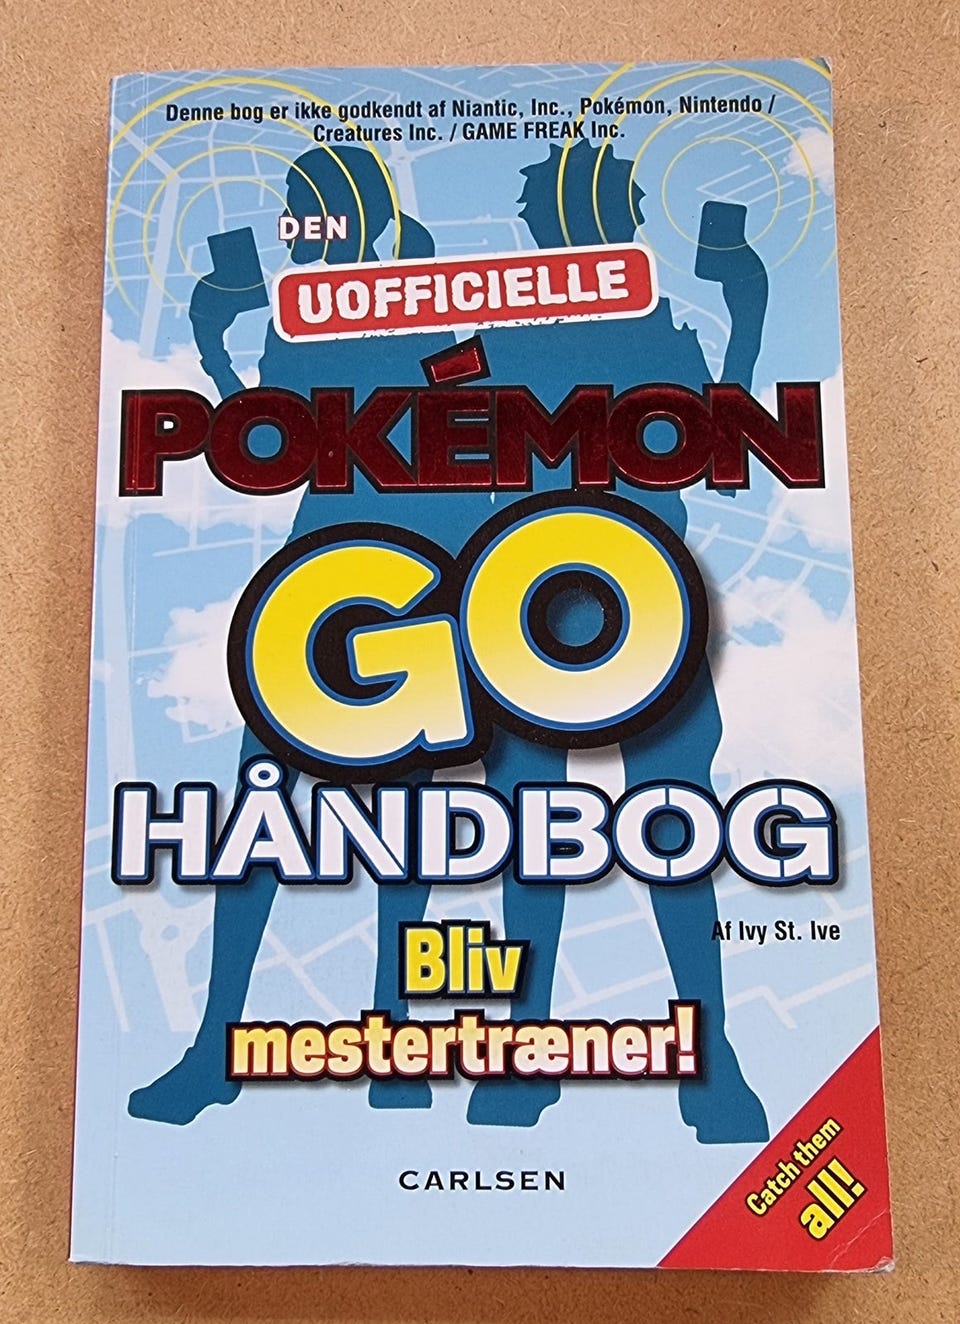 Denne bog er ikke godkendt af Niantic, Inc., Pokémon, Nintendo /
Creatures Inc. / GAME FREAK Inc.
DEN
UOFFICIELLE
POKÉMON
GO
HÅNDBOG
Af Ivy St. Ive
Bliv
mestertræner!
CARLSEN
Catch them
all!